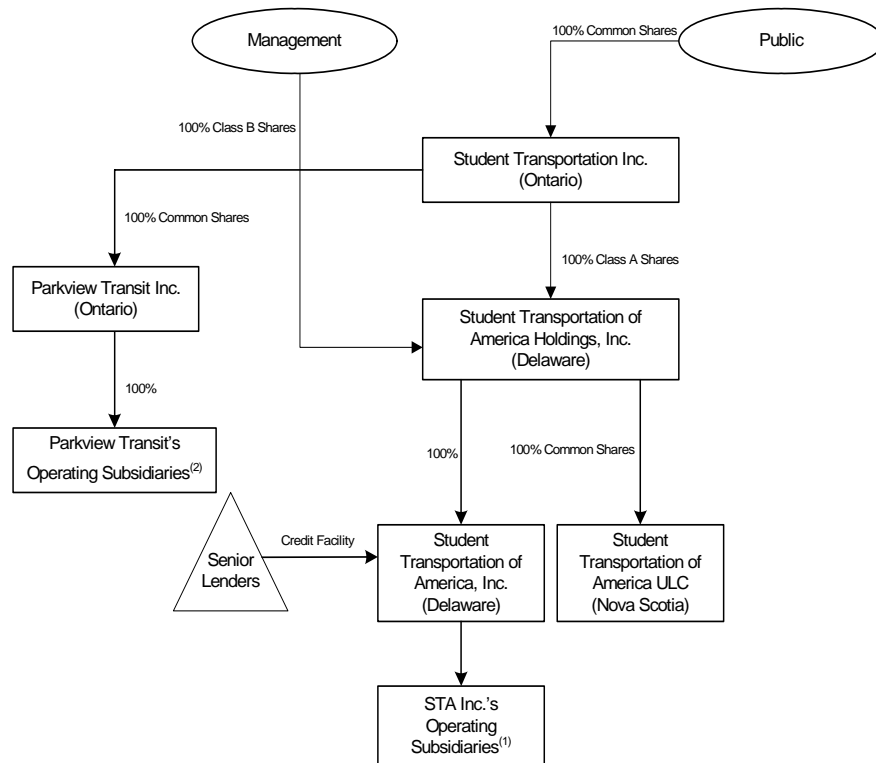 Management
100% Common Shares
Public
100% Class B Shares
Student Transportation Inc.
(Ontario)
100% Common Shares
100% Class A Shares
Parkview Transit Inc.
(Ontario)
Student Transportation of
America Holdings, Inc.
(Delaware)
100%
Parkview Transit’s
Operating Subsidiaries(2)
100%
100% Common Shares
Senior
Lenders
Credit Facility
Student
Transportation of
America, Inc.
(Delaware)
Student
Transportation of
America ULC
(Nova Scotia)
STA Inc.’s
Operating
Subsidiaries(1)